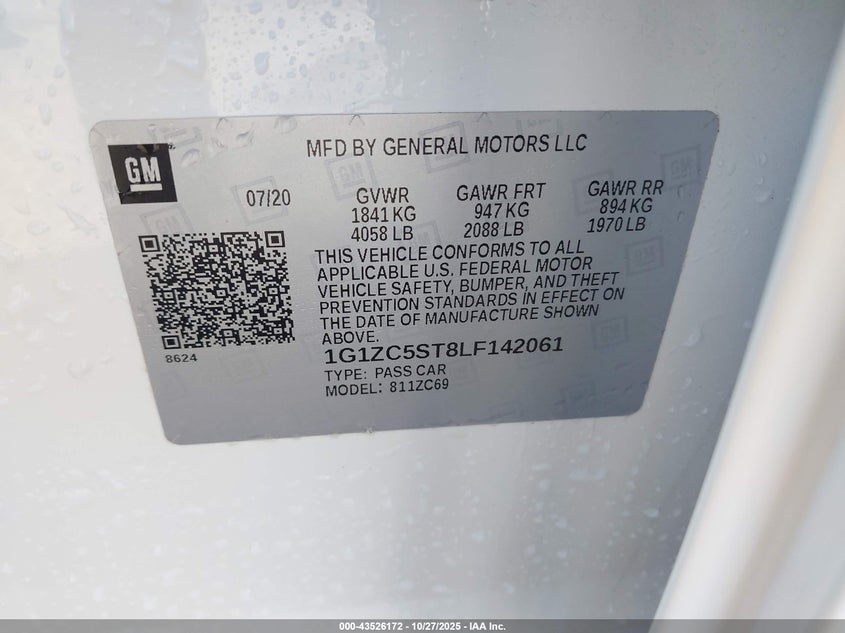 GM
MFD BY GENERAL MOTORS LLC
07/20
GVWR
1841 KG
4058 LB
GAWR FRT
947 KG
2088 LB
GAWR RR
894 KG
1970 LB
THIS VEHICLE CONFORMS TO ALL
APPLICABLE U.S. FEDERAL MOTOR
VEHICLE SAFETY, BUMPER, AND THEFT
PREVENTION STANDARDS IN EFFECT ON
THE DATE OF MANUFACTURE SHOWN
ABOVE.
8624
1G1ZC5ST8LF142061
TYPE: PASS CAR
MODEL: 811ZC69
000-43526172 • 10/27/2025 • IAA Inc.